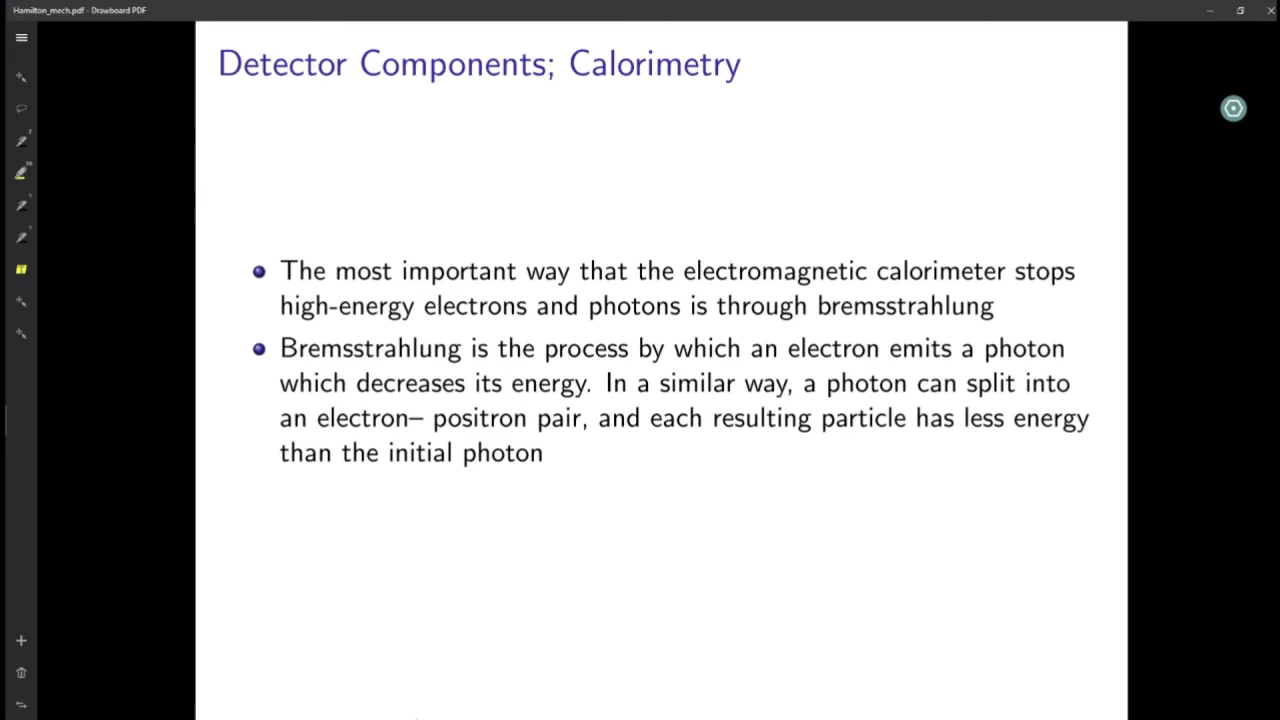 Hamilton_mech.pdf - Drawboard PDF
Detector Components; Calorimetry
The most important way that the electromagnetic calorimeter stops
high-energy electrons and photons is through bremsstrahlung
Bremsstrahlung is the process by which an electron emits a photon
which decreases its energy. In a similar way, a photon can split into
an electron– positron pair, and each resulting particle has less energy
than the initial photon